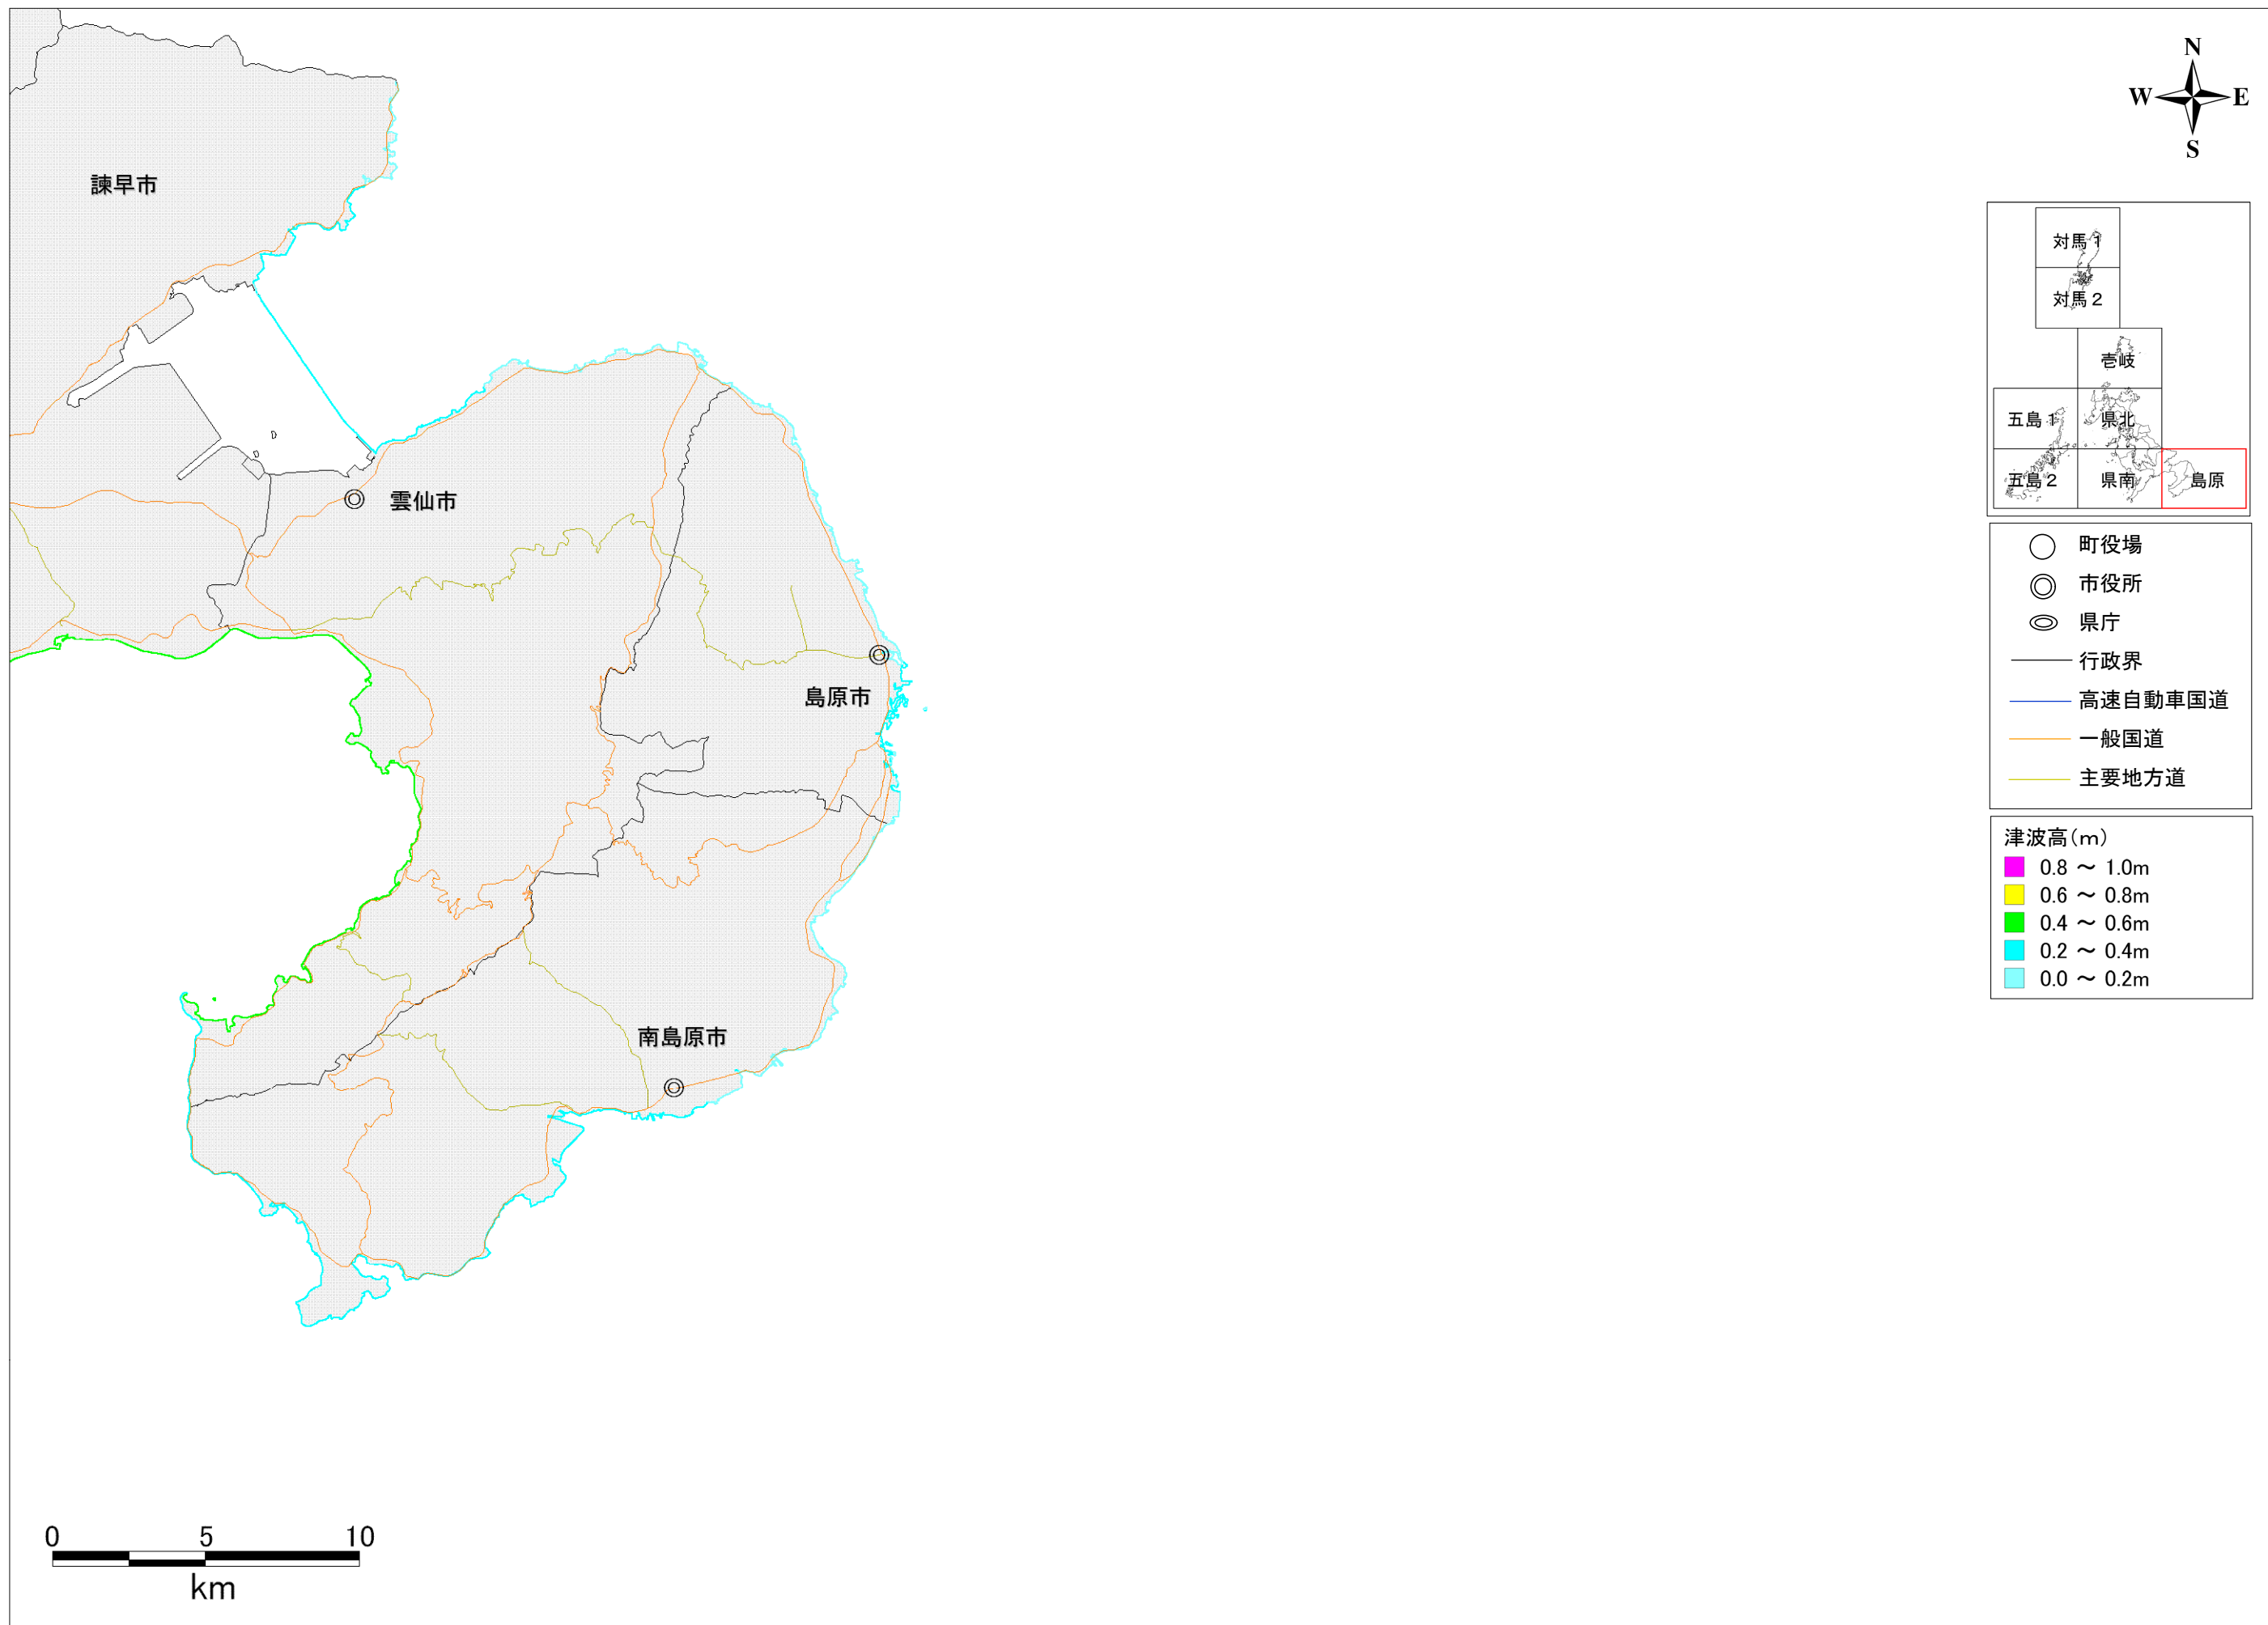 N
W E
S
諫早市
雲仙市
島原市
南島原市
対馬1
対馬2
壱岐
五島1 県北
五島2 県南 島原
町役場
市役所
県庁
行政界
高速自動車国道
一般国道
主要地方道
津波高(m)
0.8 ～ 1.0m
0.6 ～ 0.8m
0.4 ～ 0.6m
0.2 ～ 0.4m
0.0 ～ 0.2m
0 5 10
km